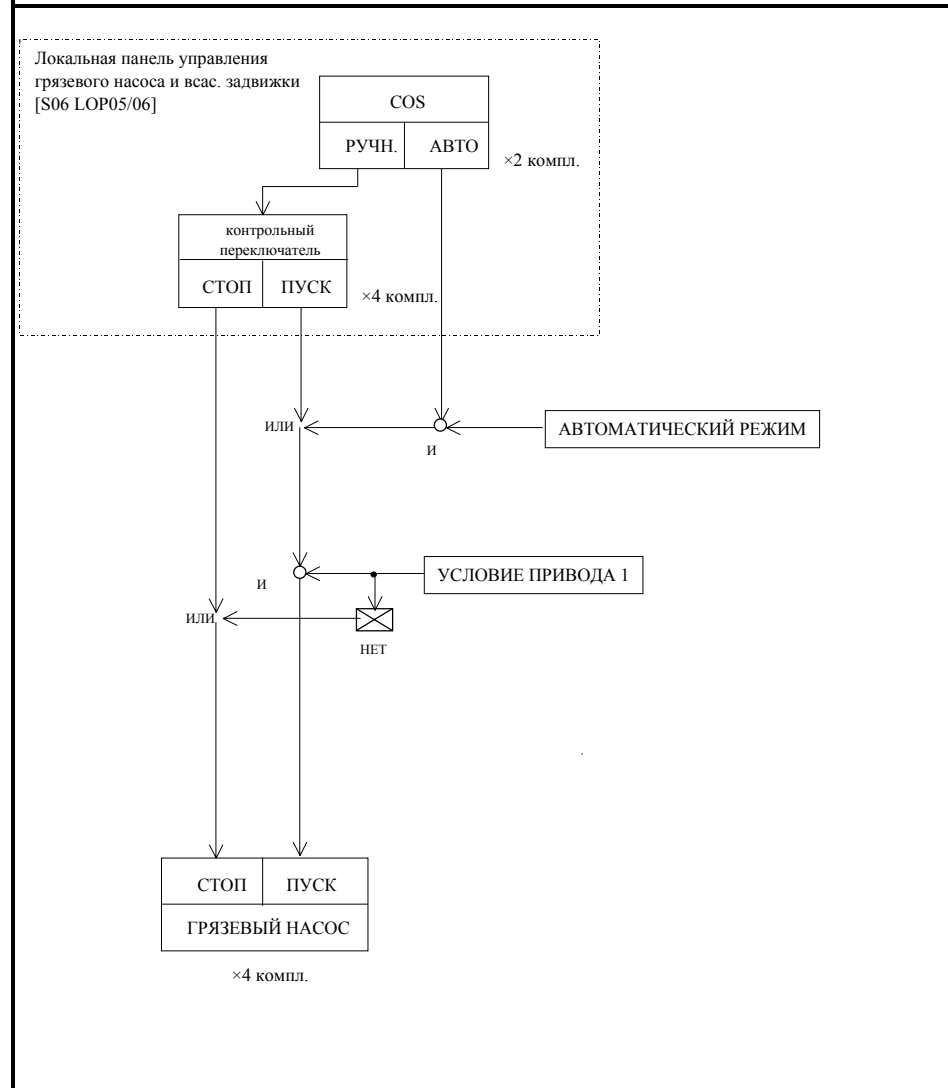 Локальная панель управления
грязевого насоса и всас. задвижки
[S06 LOP05/06]
COS
РУЧН. АВТО
×2 компл.
контрольный
переключатель
СТОП ПУСК
×4 компл.
ИЛИ
И
АВТОМАТИЧЕСКИЙ РЕЖИМ
И
УСЛОВИЕ ПРИВОДА 1
ИЛИ
НЕТ
СТОП ПУСК
ГРЯЗЕВЫЙ НАСОС
×4 компл.